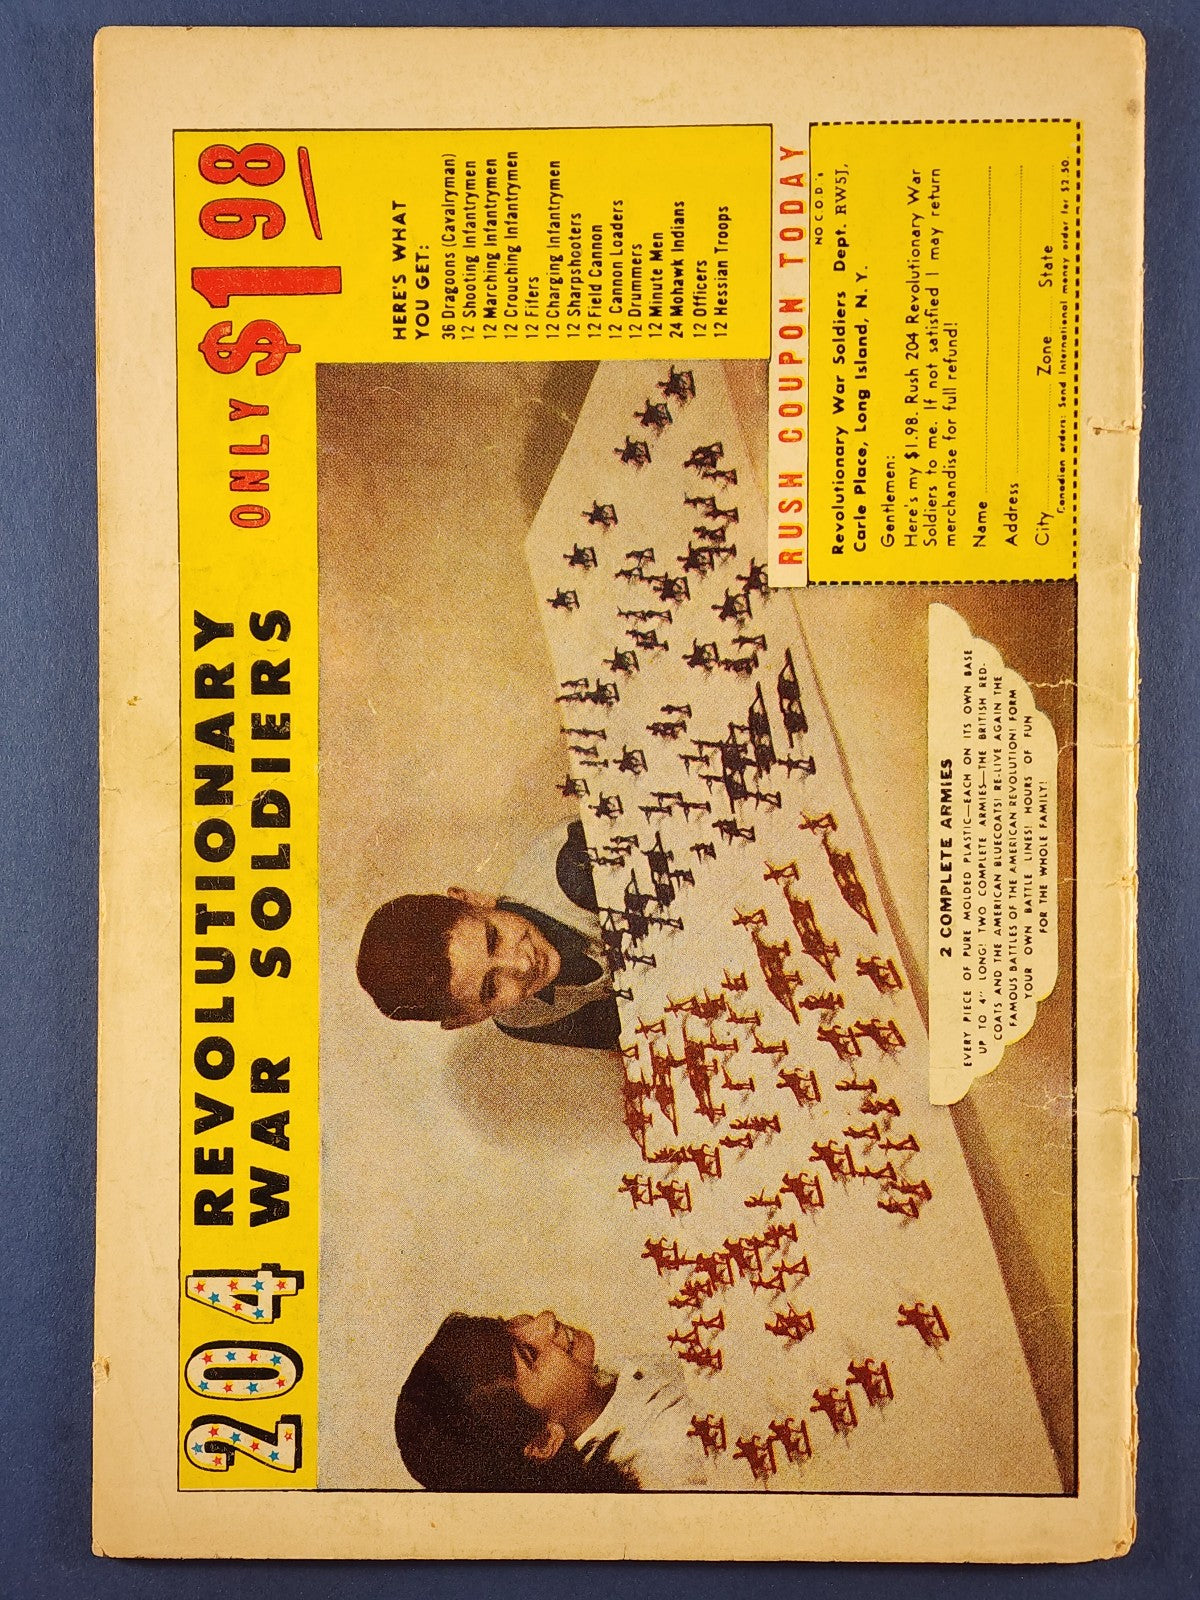 204 REVOLUTIONARY
WAR SOLDIERS
ONLY $1 98
HERE'S WHAT
YOU GET:
36 Dragoons (Cavalryman)
12 Shooting Infantrymen
12 Marching Infantrymen
12 Crouching Infantrymen
12 Fifers
12 Charging Infantrymen
12 Sharpshooters
12 Field Cannon
12 Cannon Loaders
12 Drummers
12 Minute Men
24 Mohawk Indians
12 Officers
12 Hessian Troops
RUSH COUPON TODAY
NO C.O.D's
Revolutionary War Soldiers Dept. RW5J,
Carle Place, Long Island, N.Y.
Gentlemen:
Here's my $1.98. Rush 204 Revolutionary War
Soldiers to me. If not satisfied I may return
merchandise for full refund!
Name
Address
City Zone State
Canadian orders: Send International money order for $2.50.
2 COMPLETE ARMIES
EVERY PIECE OF PURE MOLDED PLASTIC—EACH ON ITS OWN BASE
UP TO 4" LONG! TWO COMPLETE ARMIES—THE BRITISH RED-
COATS AND THE AMERICAN BLUECOATS! RE-LIVE AGAIN THE
FAMOUS BATTLES OF THE AMERICAN REVOLUTION! FORM
YOUR OWN BATTLE LINES! HOURS OF FUN
FOR THE WHOLE FAMILY!